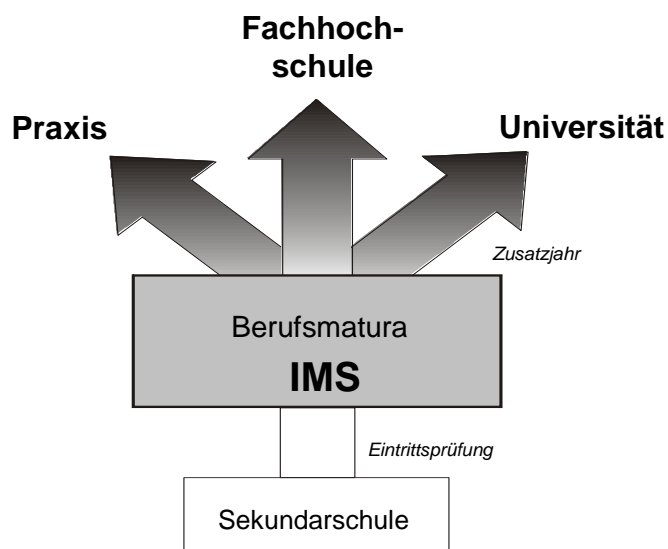 Fachhoch-
schule
Praxis
Universität
Zusatzjahr
Berufsmatura
IMS
Eintrittsprüfung
Sekundarschule